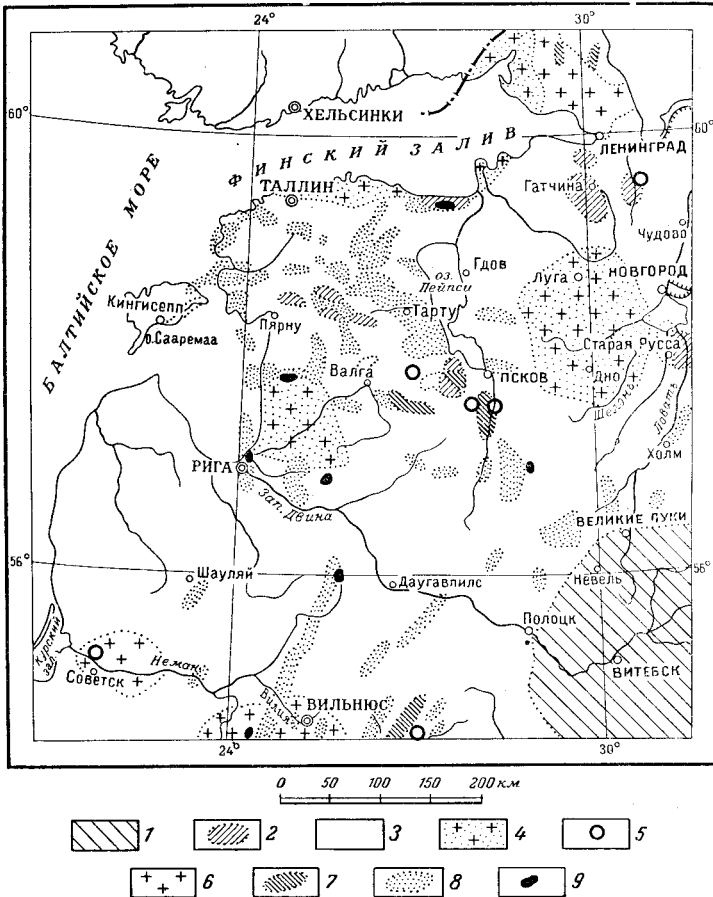 24° 30°
60° 60°
ХЕЛЬСИНКИ
ФИНСКИЙ ЗАЛИВ
ЛЕНИНГРАД
ТАЛЛИН
Гатчина
БАЛТИЙСКОЕ МОРЕ
Чудово
Гдов
оз. Пейпси
Луга
НОВГОРОД
Кингисепп
о.Сааремаа
Пярну
Тарту
Старая Русса
Валга
ПСКОВ
Дно
Шелонь
Ловать
РИГА
Холм
Зап. Двина
ВЕЛИКИЕ ЛУКИ
56° 56°
Шауляй
Даугавпилс
Невель
Полоцк
Курский зал.
Советск
Неман
Вилия
ВИЛЬНЮС
ВИТЕБСК
24° 30°
0 50 100 150 200 км
1 2 3 4 5
6 7 8 9